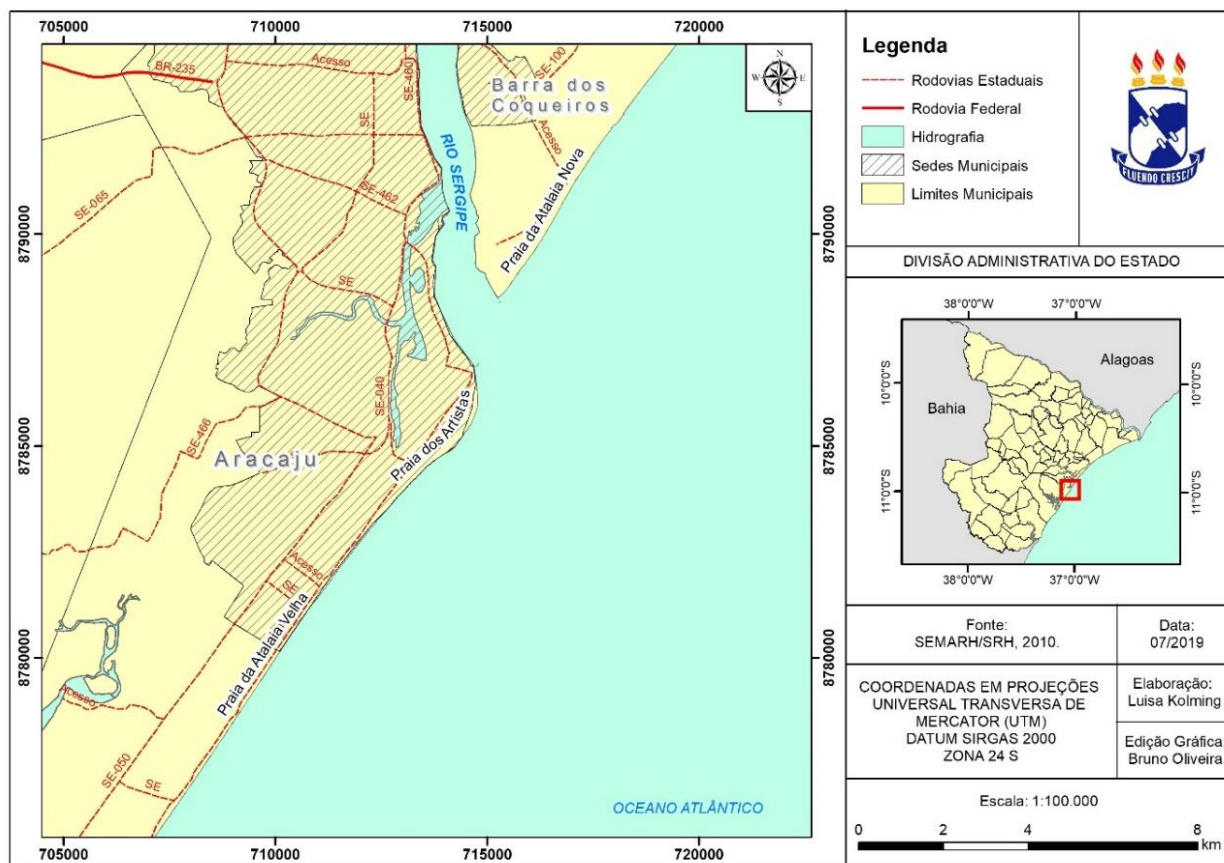 705000
710000
715000
720000
BR-235
Acesso
SE-460
SE-100
Barra dos
Coqueiros
SE
Acesso
RIO SERGIPE
SE-462
SE-065
Praia da Atalaia Nova
8790000
8790000
SE
SE-040
SE-466
Praia dos Artistas
Aracaju
8785000
8785000
Acesso
SE
Praia da Atalaia Velha
8780000
8780000
Acesso
SE-050
SE
OCEANO ATLÂNTICO
705000
710000
715000
720000
N
W
E
S
Legenda
Rodovias Estaduais
Rodovia Federal
Hidrografia
Sedes Municipais
Limites Municipais
FLUENDO CRESCIT
DIVISÃO ADMINISTRATIVA DO ESTADO
38°0'0"W
37°0'0"W
Alagoas
Bahia
10°0'0"S
10°0'0"S
11°0'0"S
11°0'0"S
38°0'0"W
37°0'0"W
Fonte:
SEMARH/SRH, 2010.
Data:
07/2019
COORDENADAS EM PROJEÇÕES
UNIVERSAL TRANSVERSA DE
MERCATOR (UTM)
DATUM SIRGAS 2000
ZONA 24 S
Elaboração:
Luisa Kolming
Edição Gráfica:
Bruno Oliveira
Escala: 1:100.000
0
2
4
6
8
km